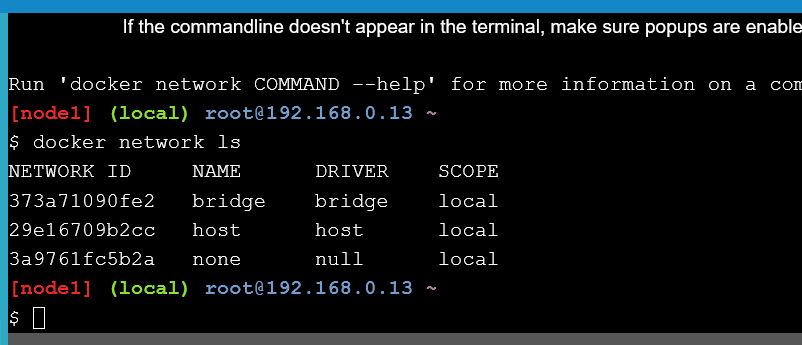 If the commandline doesn't appear in the terminal, make sure popups are enable
Run 'docker network COMMAND --help' for more information on a com
[node1] (local) root@192.168.0.13 ~
$ docker network ls
NETWORK ID     NAME      DRIVER    SCOPE
373a71090fe2   bridge    bridge    local
29e16709b2cc   host      host      local
3a9761fc5b2a   none      null      local
[node1] (local) root@192.168.0.13 ~
$